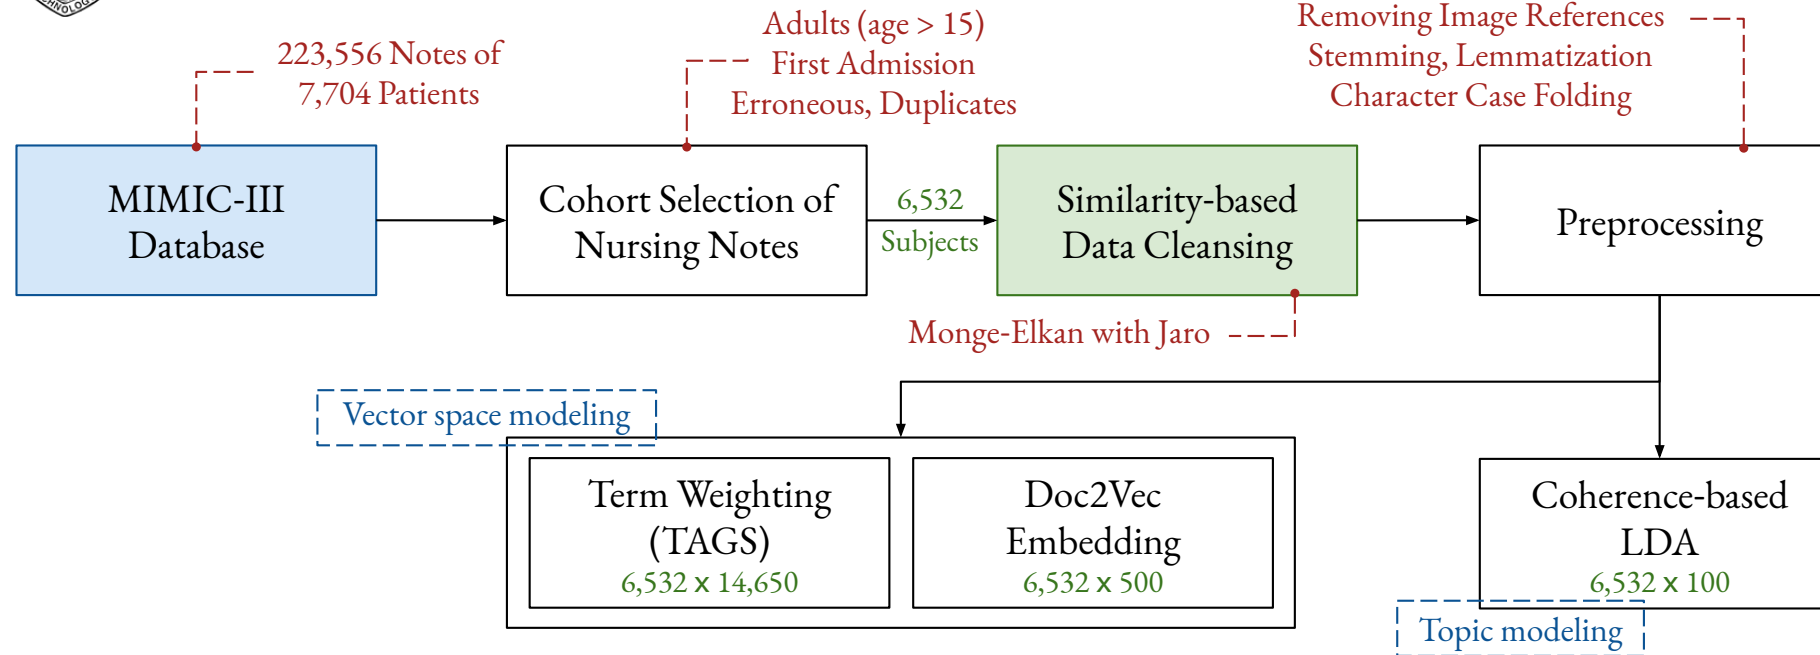 CHNOLOG
223,556 Notes of
7,704 Patients
Adults (age > 15)
First Admission
Erroneous, Duplicates
Removing Image References
Stemming, Lemmatization
Character Case Folding
MIMIC-III
Database
Cohort Selection of
Nursing Notes
6,532
Subjects
Similarity-based
Data Cleansing
Preprocessing
Monge-Elkan with Jaro
Vector space modeling
Term Weighting
(TAGS)
6,532 x 14,650
Doc2Vec
Embedding
6,532 x 500
Coherence-based
LDA
6,532 x 100
Topic modeling